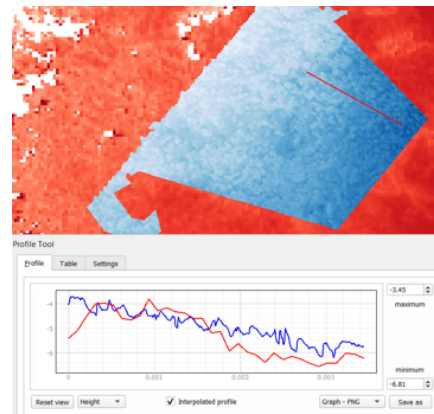 Profile Tool
Profile Table Settings
-3.45
maximum
-4
-5
-6
minimum
-6.81
0 0.001 0.002 0.003
Reset view Height Interpolated profile Graph - PNG Save as